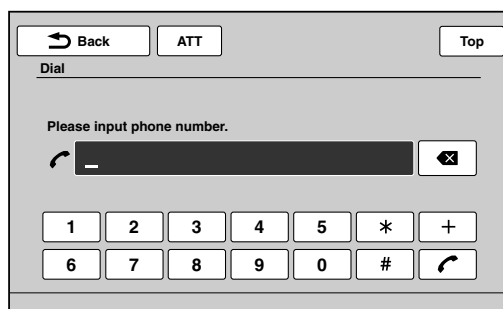 Back ATT Top
Dial
Please input phone number.
_
1 2 3 4 5 * +
6 7 8 9 0 #